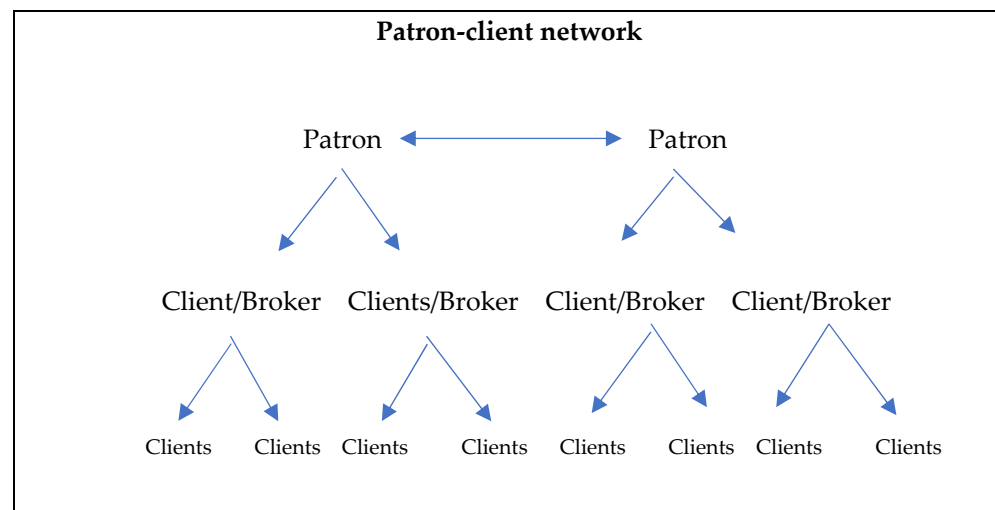 Patron-client network
Patron Patron
Client/Broker Clients/Broker Client/Broker Client/Broker
Clients Clients Clients Clients Clients Clients Clients Clients